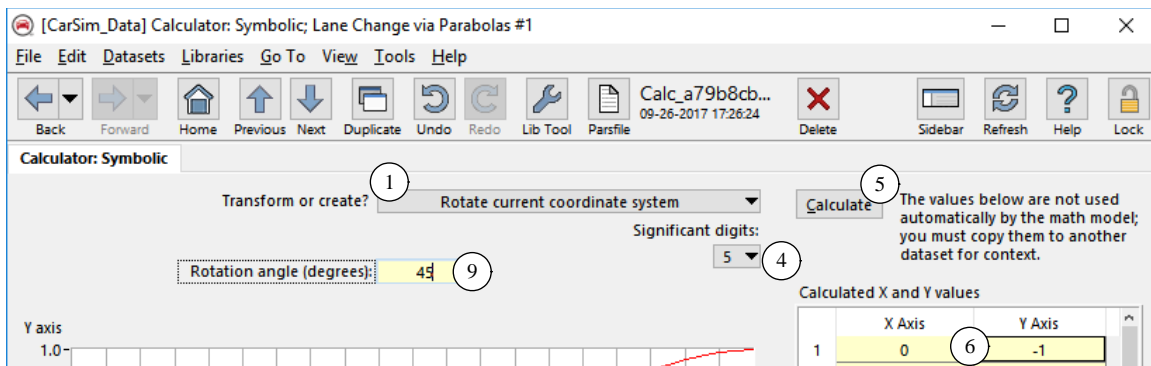 [CarSim_Data] Calculator: Symbolic; Lane Change via Parabolas #1
File Edit Datasets Libraries Go To View Tools Help
Back Forward Home Previous Next Duplicate Undo Redo Lib Tool Parsfile
Calc_a79b8cb...
09-26-2017 17:26:24
Delete Sidebar Refresh Help Lock
Calculator: Symbolic
Transform or create? 1 Rotate current coordinate system
Calculate 5
The values below are not used
automatically by the math model;
you must copy them to another
dataset for context.
Significant digits:
5 4
Rotation angle (degrees): 45 9
Calculated X and Y values
X Axis Y Axis
1 0 6 -1
Y axis
1.0